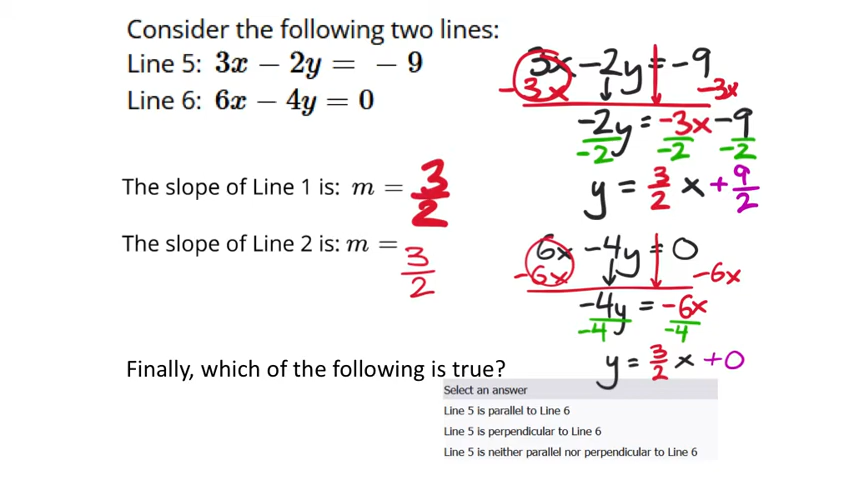 Consider the following two lines:
Line 5: 3x − 2y = − 9
Line 6: 6x − 4y = 0
The slope of Line 1 is: m = 3/2
The slope of Line 2 is: m = 3/2
Finally, which of the following is true?
Select an answer
Line 5 is parallel to Line 6
Line 5 is perpendicular to Line 6
Line 5 is neither parallel nor perpendicular to Line 6
3x -2y = -9
-3x -3x
-2y = -3x -9
-2 -2 -2
y = 3/2 x + 9/2
6x -4y = 0
-6x -6x
-4y = -6x
-4 -4
y = 3/2 x +0